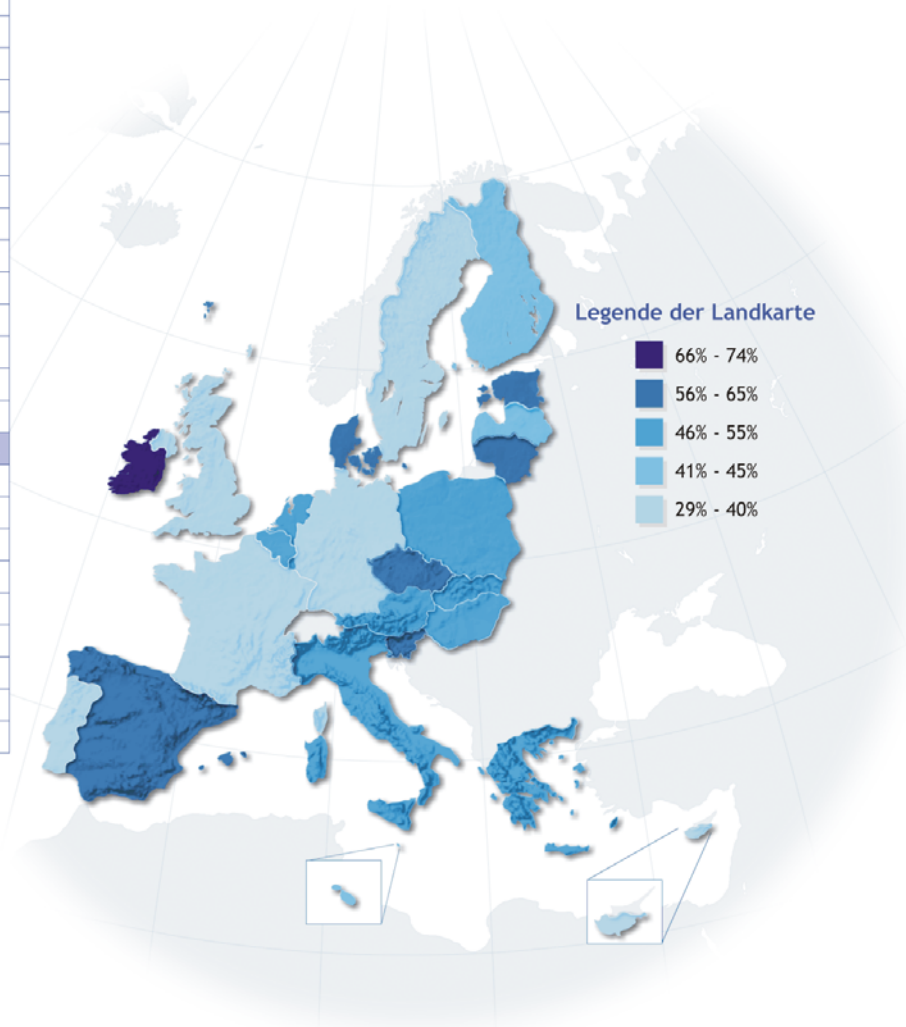 Legende der Landkarte
66% - 74%
56% - 65%
46% - 55%
41% - 45%
29% - 40%